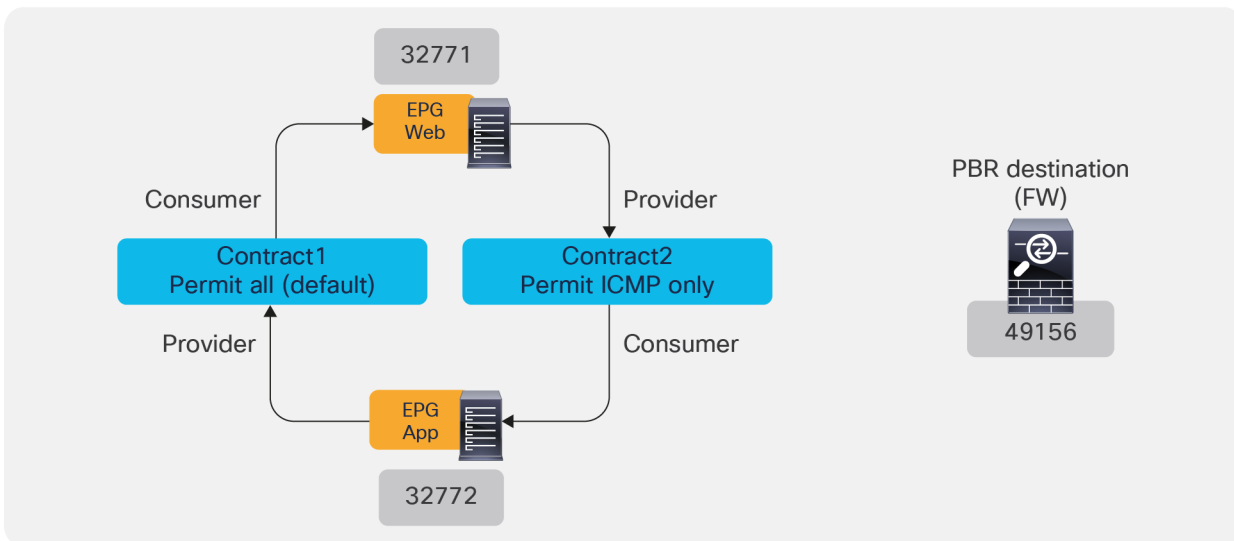 32771
EPG
Web
PBR destination
(FW)
Consumer
Provider
Contract1
Permit all (default)
Contract2
Permit ICMP only
49156
Provider
Consumer
EPG
App
32772